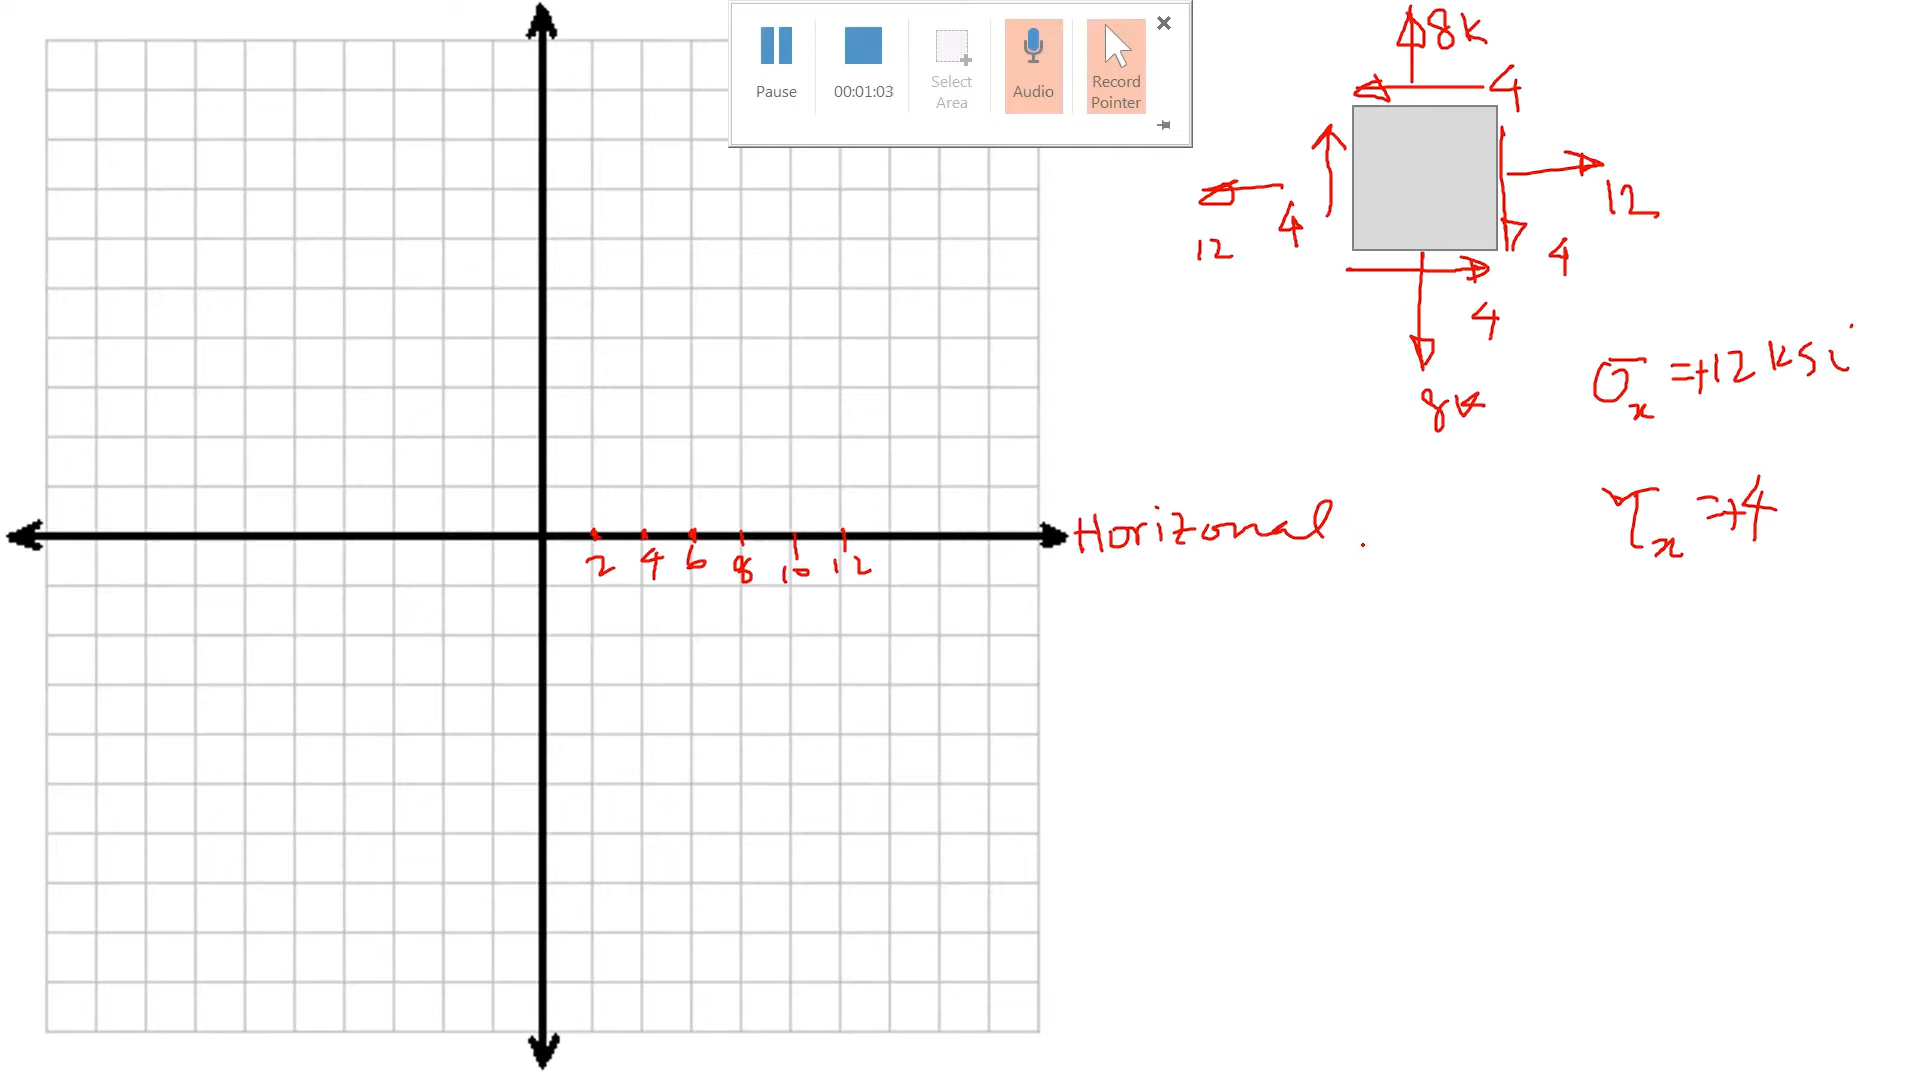 Pause
00:01:03
Select
Area
Audio
Record
Pointer
8k
4
12
4
12
4
4
8k
σx =+12 ksi
τx =+4
Horizonal
2 4 6 8 10 12